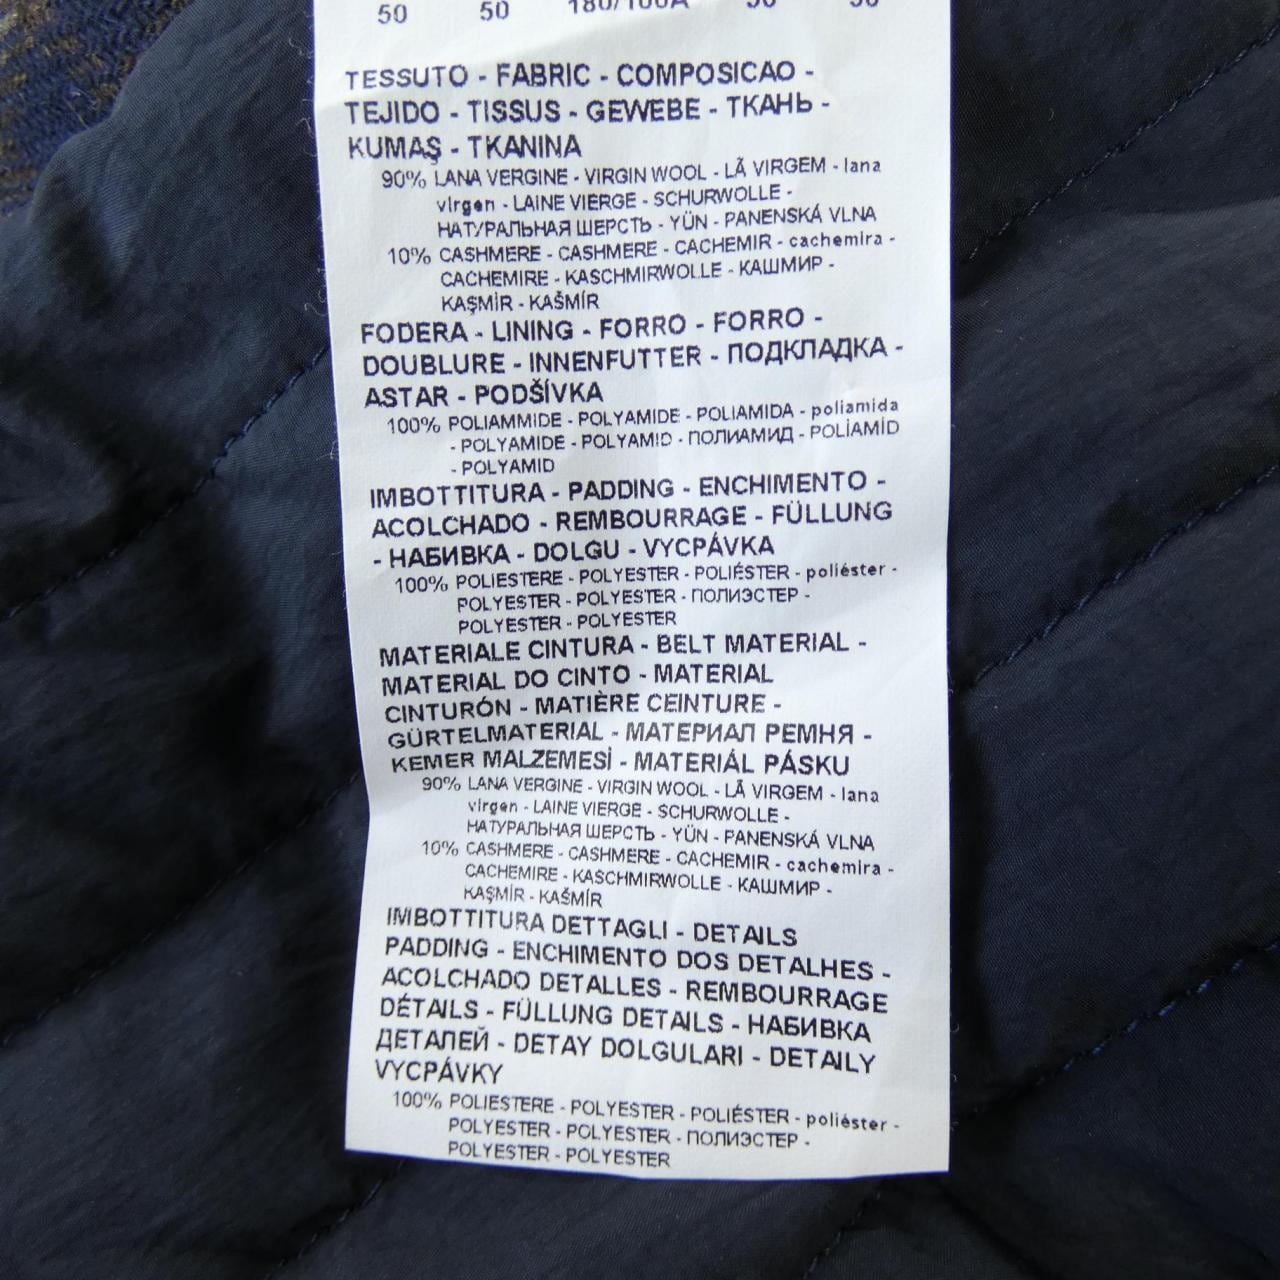 50 50 180/100A 50 50
TESSUTO - FABRIC - COMPOSICAO -
TEJIDO - TISSUS - GEWEBE - ТКАНЬ -
KUMAŞ - TKANINA
90% LANA VERGINE - VIRGIN WOOL - LÃ VIRGEM - lana
virgen - LAINE VIERGE - SCHURWOLLE -
НАТУРАЛЬНАЯ ШЕРСТЬ - YÜN - PANENSKÁ VLNA
10% CASHMERE - CASHMERE - CACHEMIR - cachemira -
CACHEMIRE - KASCHMIRWOLLE - КАШМИР -
KAŞMİR - KAŠMÍR
FODERA - LINING - FORRO - FORRO -
DOUBLURE - INNENFUTTER - ПОДКЛАДКА -
ASTAR - PODŠÍVKA
100% POLIAMMIDE - POLYAMIDE - POLIAMIDA - poliamida
- POLYAMIDE - POLYAMID - ПОЛИАМИД - POLİAMİD
- POLYAMID
IMBOTTITURA - PADDING - ENCHIMENTO -
ACOLCHADO - REMBOURRAGE - FÜLLUNG
- НАБИВКА - DOLGU - VYCPÁVKA
100% POLIESTERE - POLYESTER - POLIÉSTER - poliéster -
POLYESTER - POLYESTER - ПОЛИЭСТЕР -
POLYESTER - POLYESTER
MATERIALE CINTURA - BELT MATERIAL -
MATERIAL DO CINTO - MATERIAL
CINTURÓN - MATIÈRE CEINTURE -
GÜRTELMATERIAL - МАТЕРИАЛ РЕМНЯ -
KEMER MALZEMESİ - MATERIÁL PÁSKU
90% LANA VERGINE - VIRGIN WOOL - LÃ VIRGEM - lana
virgen - LAINE VIERGE - SCHURWOLLE -
НАТУРАЛЬНАЯ ШЕРСТЬ - YÜN - PANENSKÁ VLNA
10% CASHMERE - CASHMERE - CACHEMIR - cachemira -
CACHEMIRE - KASCHMIRWOLLE - КАШМИР -
KAŞMİR - KAŠMÍR
IMBOTTITURA DETTAGLI - DETAILS
PADDING - ENCHIMENTO DOS DETALHES -
ACOLCHADO DETALLES - REMBOURRAGE
DÉTAILS - FÜLLUNG DETAILS - НАБИВКА
ДЕТАЛЕЙ - DETAY DOLGULARI - DETAILY
VYCPÁVKY
100% POLIESTERE - POLYESTER - POLIÉSTER - poliéster -
POLYESTER - POLYESTER - ПОЛИЭСТЕР -
POLYESTER - POLYESTER